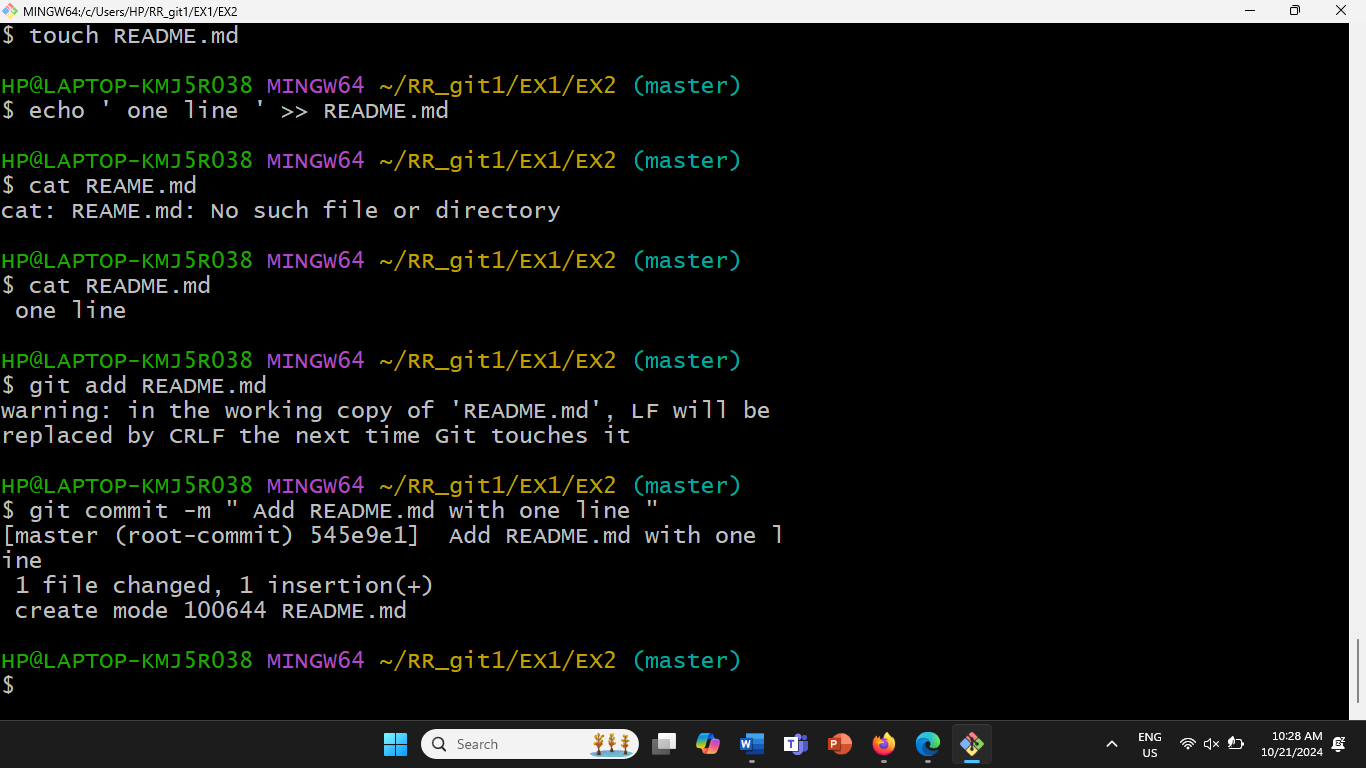 MINGW64:/c/Users/HP/RR_git1/EX1/EX2
$ touch README.md
HP@LAPTOP-KMJ5R038 MINGW64 ~/RR_git1/EX1/EX2 (master)
$ echo ' one line ' >> README.md
HP@LAPTOP-KMJ5R038 MINGW64 ~/RR_git1/EX1/EX2 (master)
$ cat REAME.md
cat: REAME.md: No such file or directory
HP@LAPTOP-KMJ5R038 MINGW64 ~/RR_git1/EX1/EX2 (master)
$ cat README.md
 one line
HP@LAPTOP-KMJ5R038 MINGW64 ~/RR_git1/EX1/EX2 (master)
$ git add README.md
warning: in the working copy of 'README.md', LF will be
replaced by CRLF the next time Git touches it
HP@LAPTOP-KMJ5R038 MINGW64 ~/RR_git1/EX1/EX2 (master)
$ git commit -m " Add README.md with one line "
[master (root-commit) 545e9e1]  Add README.md with one l
ine
 1 file changed, 1 insertion(+)
 create mode 100644 README.md
HP@LAPTOP-KMJ5R038 MINGW64 ~/RR_git1/EX1/EX2 (master)
$
Search
ENG
US
10:28 AM
10/21/2024